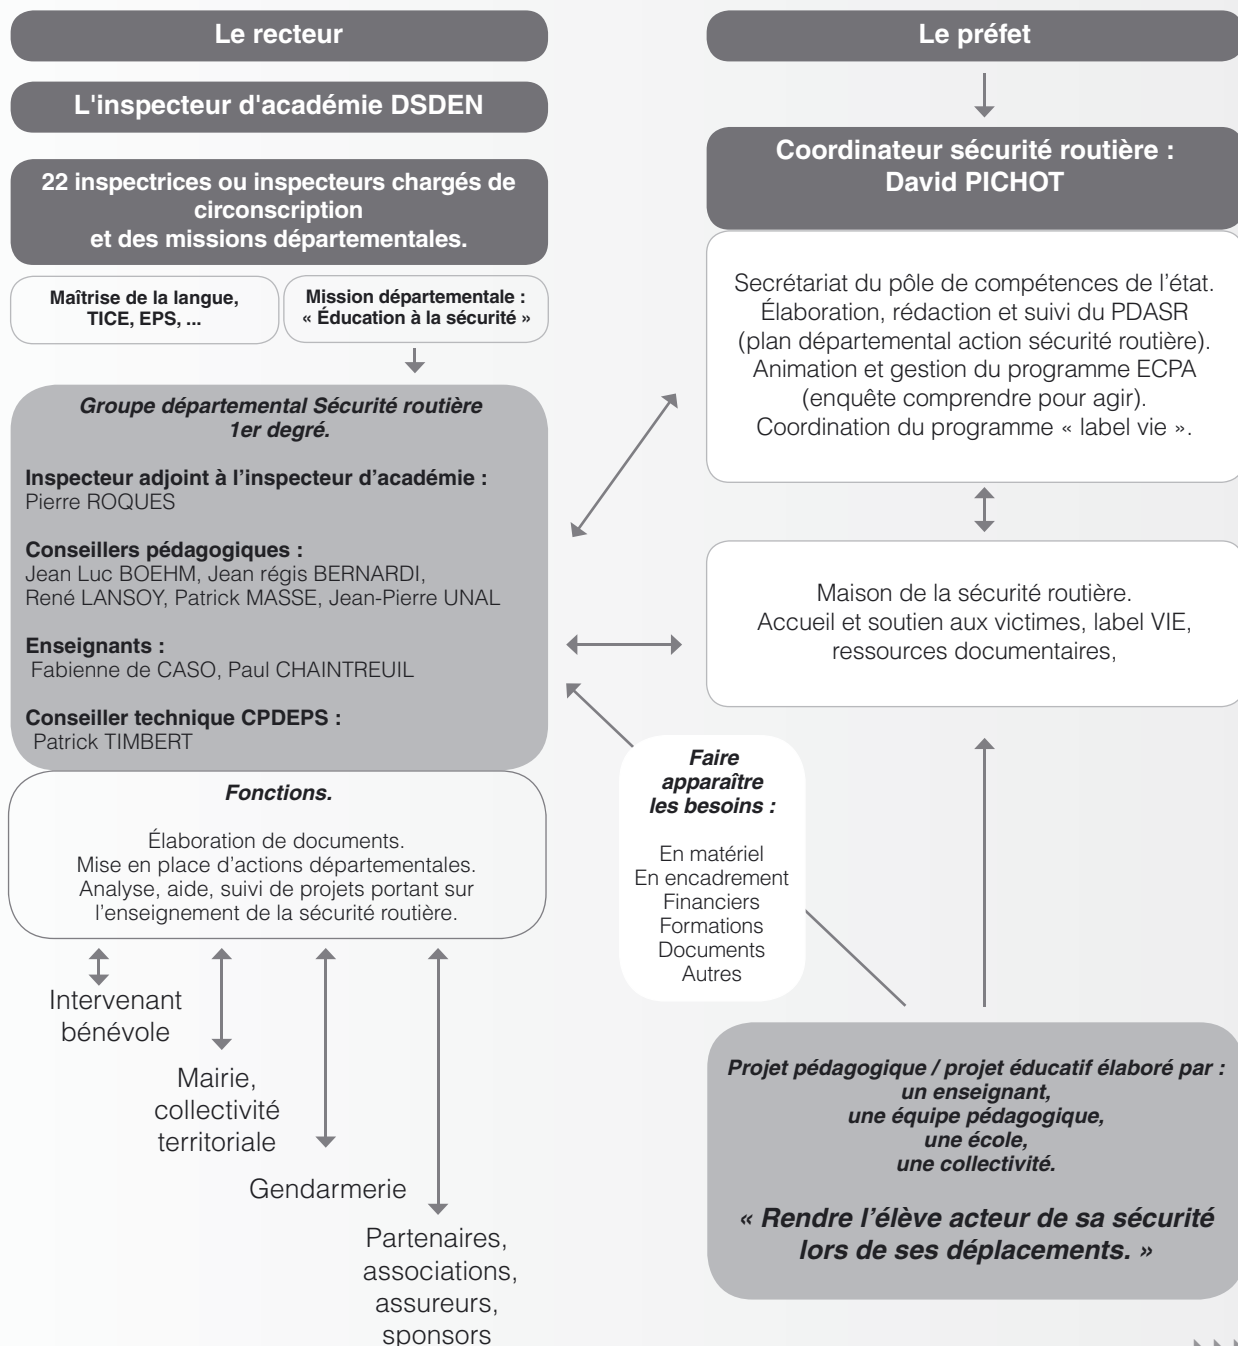 Le recteur
L'inspecteur d'académie DSDEN
22 inspectrices ou inspecteurs chargés de
circonscription
et des missions départementales.
Maîtrise de la langue,
TICE, EPS, ...
Mission départementale :
« Éducation à la sécurité »
Groupe départemental Sécurité routière
1er degré.
Inspecteur adjoint à l’inspecteur d’académie :
Pierre ROQUES
Conseillers pédagogiques :
Jean Luc BOEHM, Jean régis BERNARDI,
René LANSOY, Patrick MASSE, Jean-Pierre UNAL
Enseignants :
Fabienne de CASO, Paul CHAINTREUIL
Conseiller technique CPDEPS :
Patrick TIMBERT
Fonctions.
Élaboration de documents.
Mise en place d’actions départementales.
Analyse, aide, suivi de projets portant sur
l’enseignement de la sécurité routière.
Intervenant
bénévole
Mairie,
collectivité
territoriale
Gendarmerie
Partenaires,
associations,
assureurs,
sponsors
Le préfet
Coordinateur sécurité routière :
David PICHOT
Secrétariat du pôle de compétences de l’état.
Élaboration, rédaction et suivi du PDASR
(plan départemental action sécurité routière).
Animation et gestion du programme ECPA
(enquête comprendre pour agir).
Coordination du programme « label vie ».
Maison de la sécurité routière.
Accueil et soutien aux victimes, label VIE,
ressources documentaires,
Faire
apparaître
les besoins :
En matériel
En encadrement
Financiers
Formations
Documents
Autres
Projet pédagogique / projet éducatif élaboré par :
un enseignant,
une équipe pédagogique,
une école,
une collectivité.
« Rendre l’élève acteur de sa sécurité
lors de ses déplacements. »